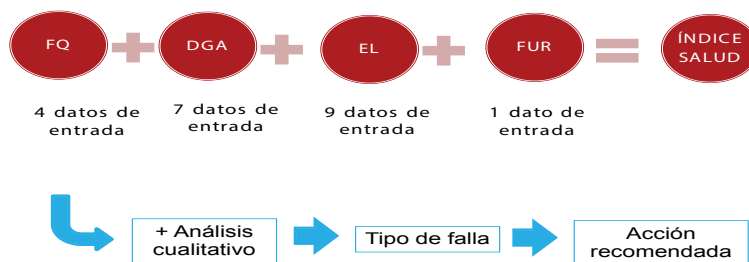 FQ
DGA
EL
FUR
ÍNDICE
SALUD
4 datos de
entrada
7 datos de
entrada
9 datos de
entrada
1 dato de
entrada
+ Análisis
cualitativo
Tipo de falla
Acción
recomendada